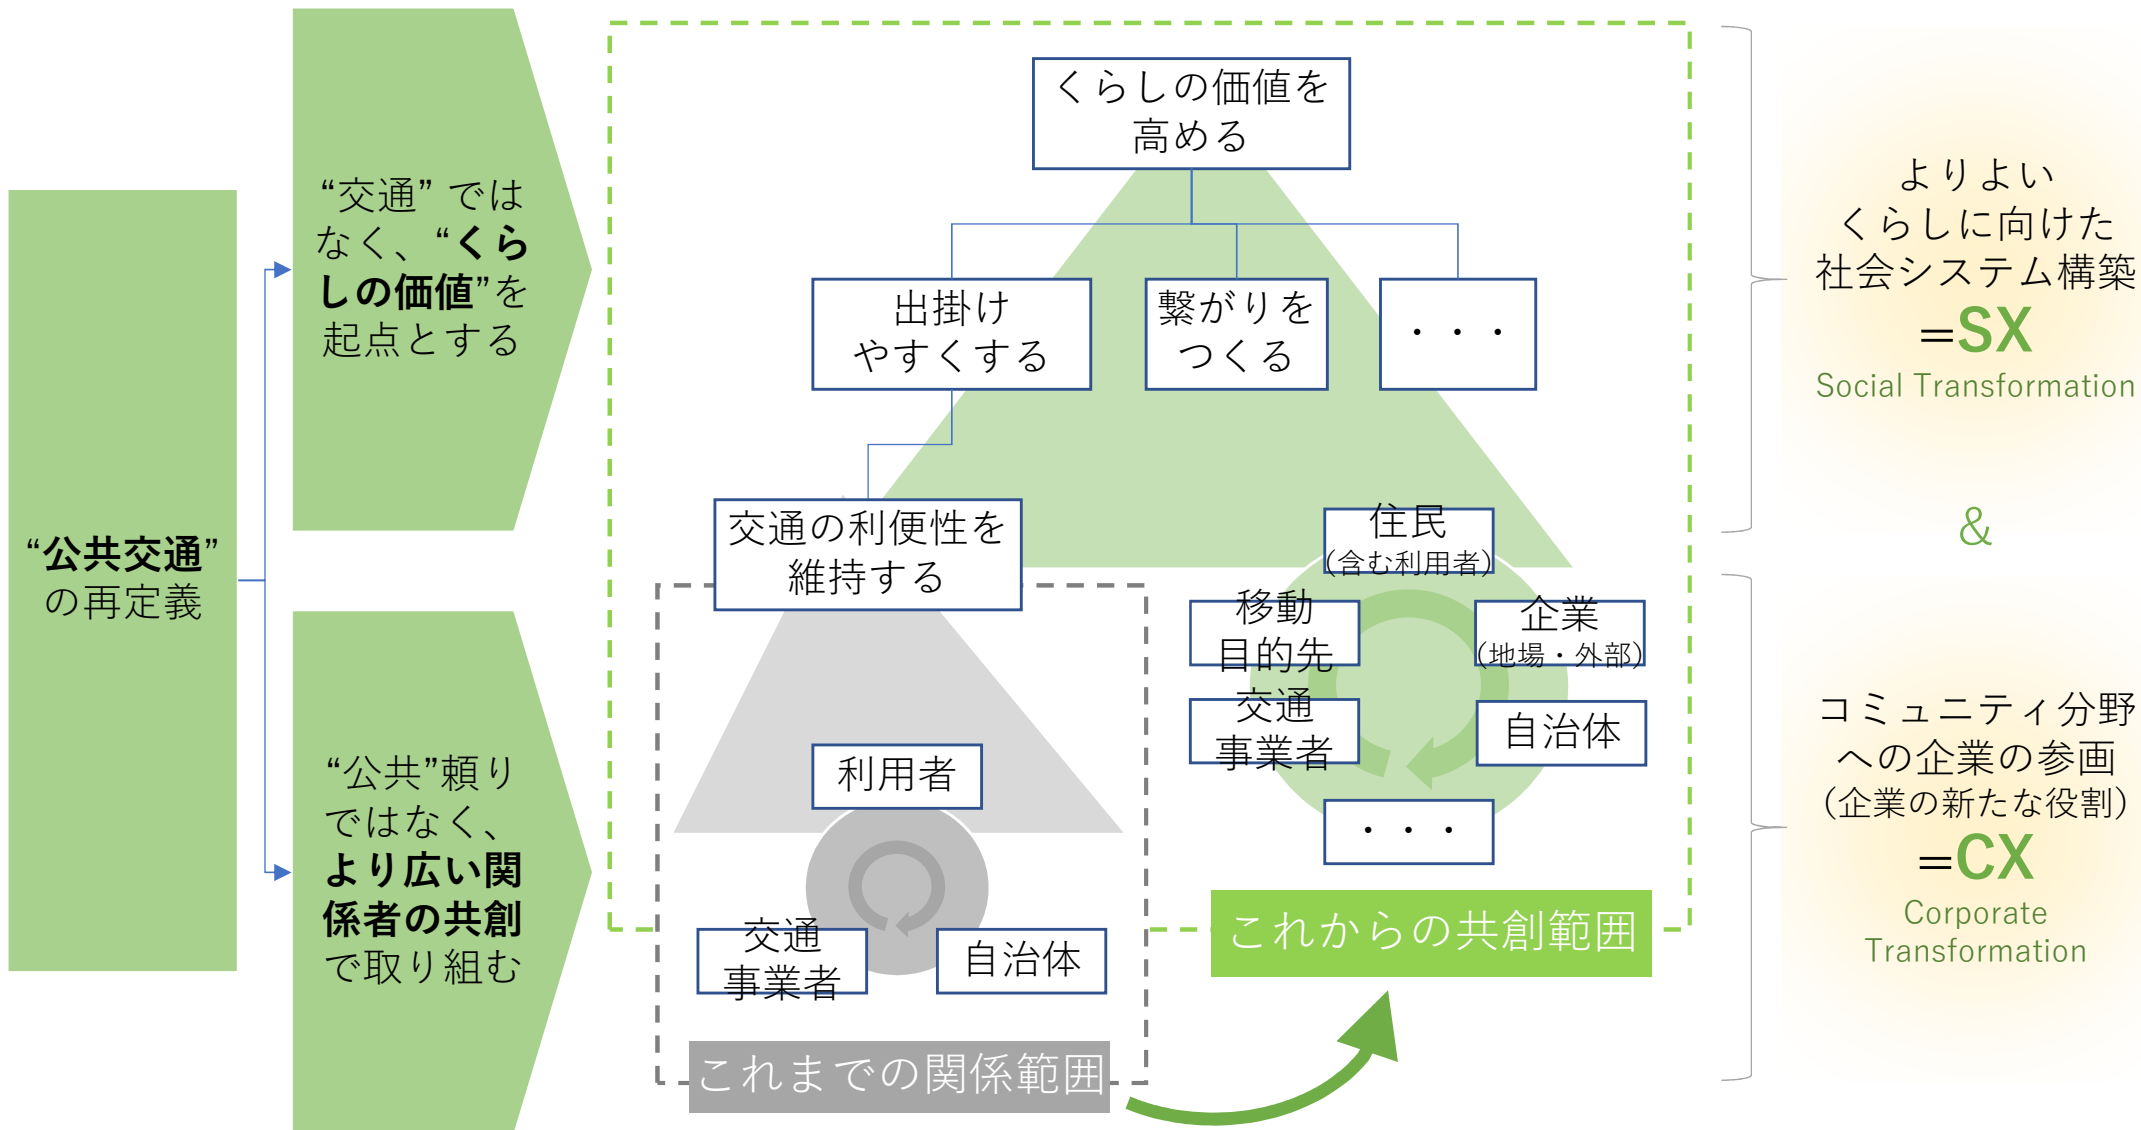 “公共交通”
の再定義
“交通” では
なく、“くら
しの価値”を
起点とする
“公共”頼り
ではなく、
より広い関
係者の共創
で取り組む
くらしの価値を
高める
出掛け
やすくする
繋がりを
つくる
・・・
交通の利便性を
維持する
利用者
交通
事業者
自治体
これまでの関係範囲
住民
（含む利用者）
移動
目的先
企業
（地場・外部）
交通
事業者
自治体
・・・
これからの共創範囲
よりよい
くらしに向けた
社会システム構築
=SX
Social Transformation
&
コミュニティ分野
への企業の参画
（企業の新たな役割）
=CX
Corporate
Transformation